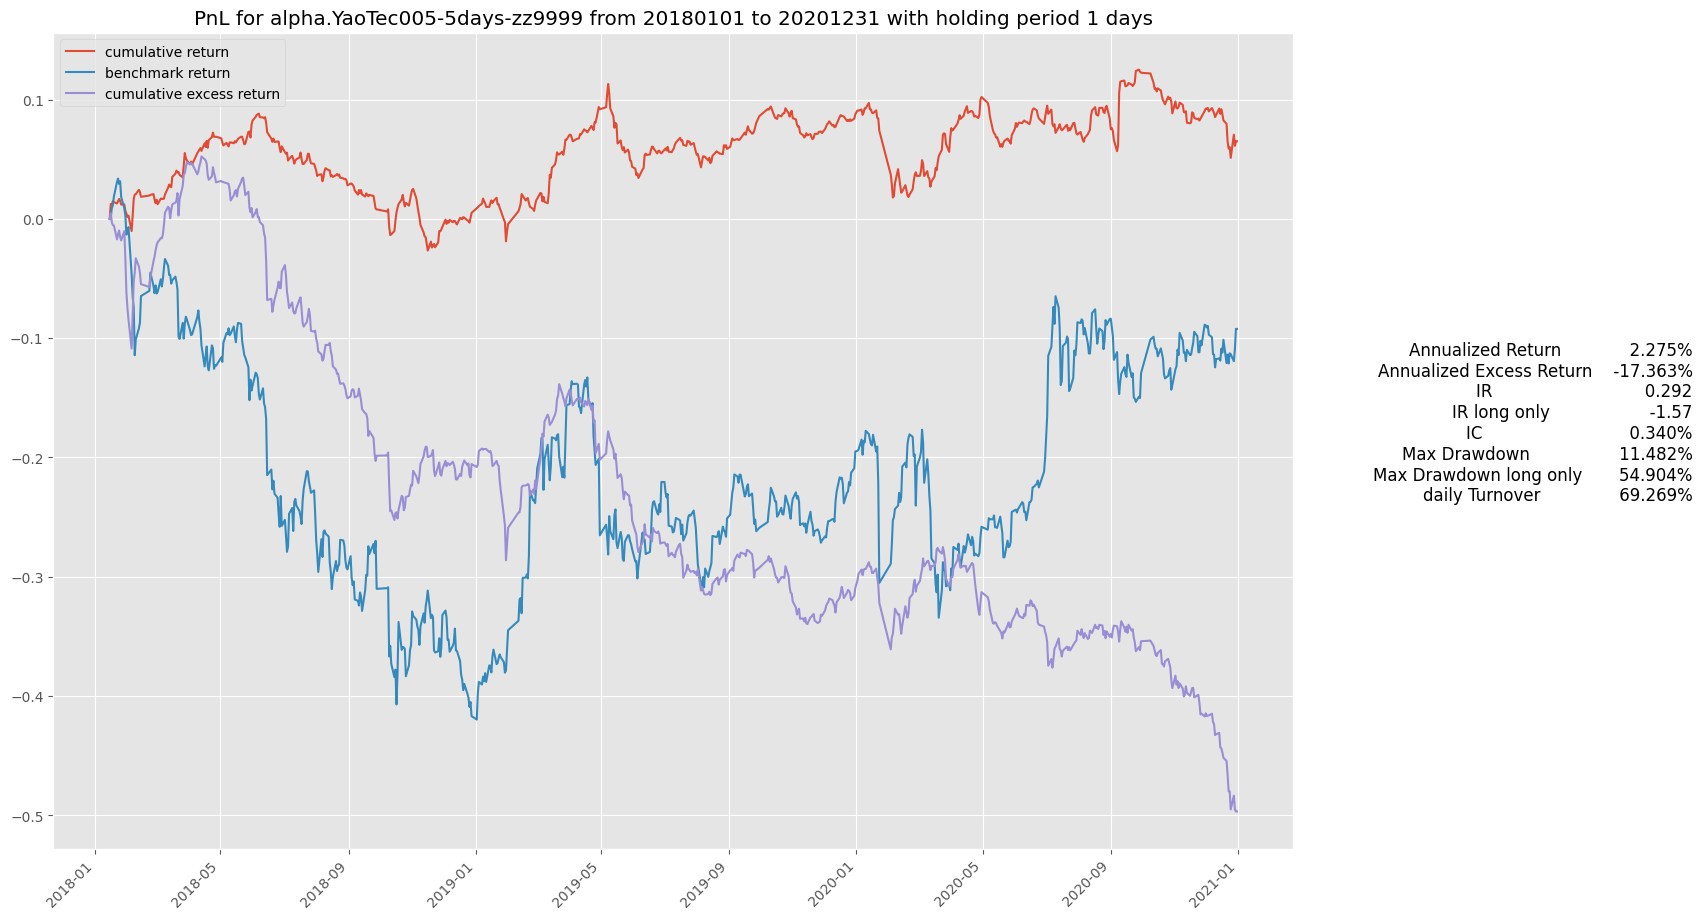 PnL for alpha.YaoTec005-5days-zz9999 from 20180101 to 20201231 with holding period 1 days
cumulative return
benchmark return
cumulative excess return
0.1
0.0
−0.1
−0.2
−0.3
−0.4
−0.5
2018-01
2018-05
2018-09
2019-01
2019-05
2019-09
2020-01
2020-05
2020-09
2021-01
Annualized Return 2.275%
Annualized Excess Return -17.363%
IR 0.292
IR long only -1.57
IC 0.340%
Max Drawdown 11.482%
Max Drawdown long only 54.904%
daily Turnover 69.269%